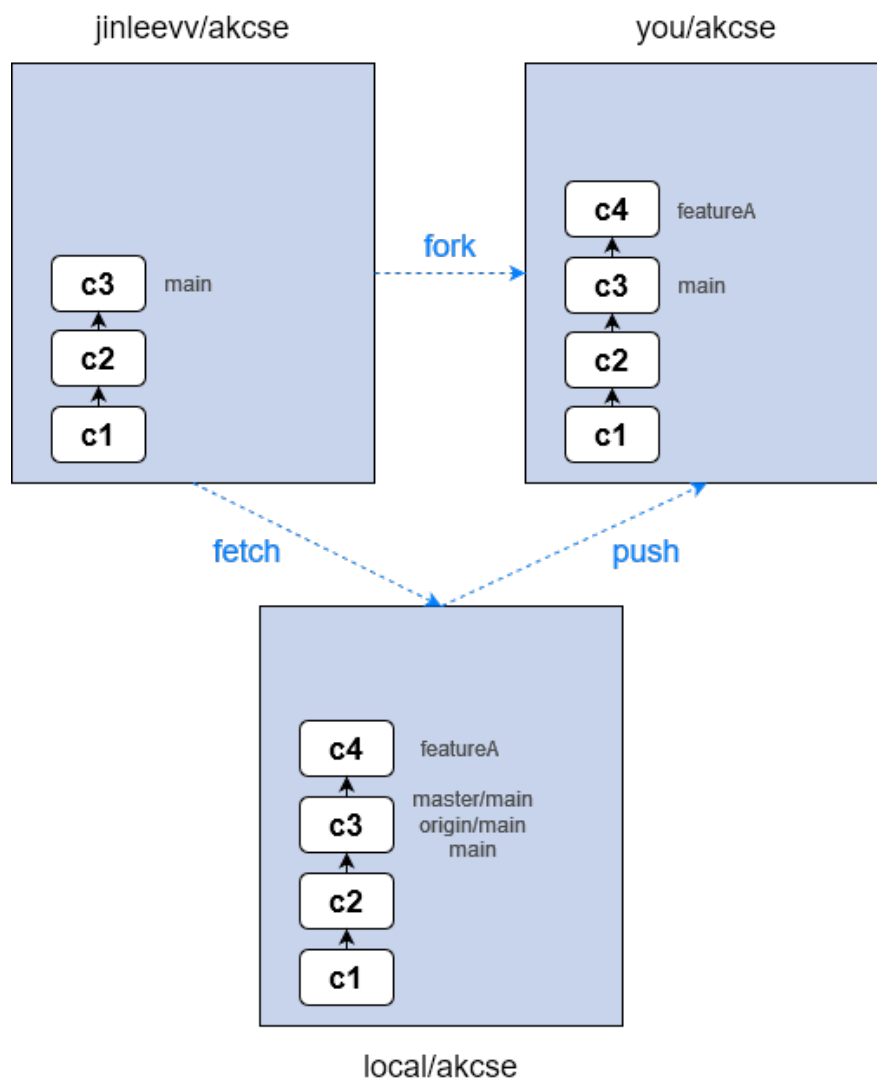 jinleevv/akcse
you/akcse
c3
main
c2
c1
fork
c4
featureA
c3
main
c2
c1
fetch
push
c4
featureA
c3
master/main
origin/main
main
c2
c1
local/akcse